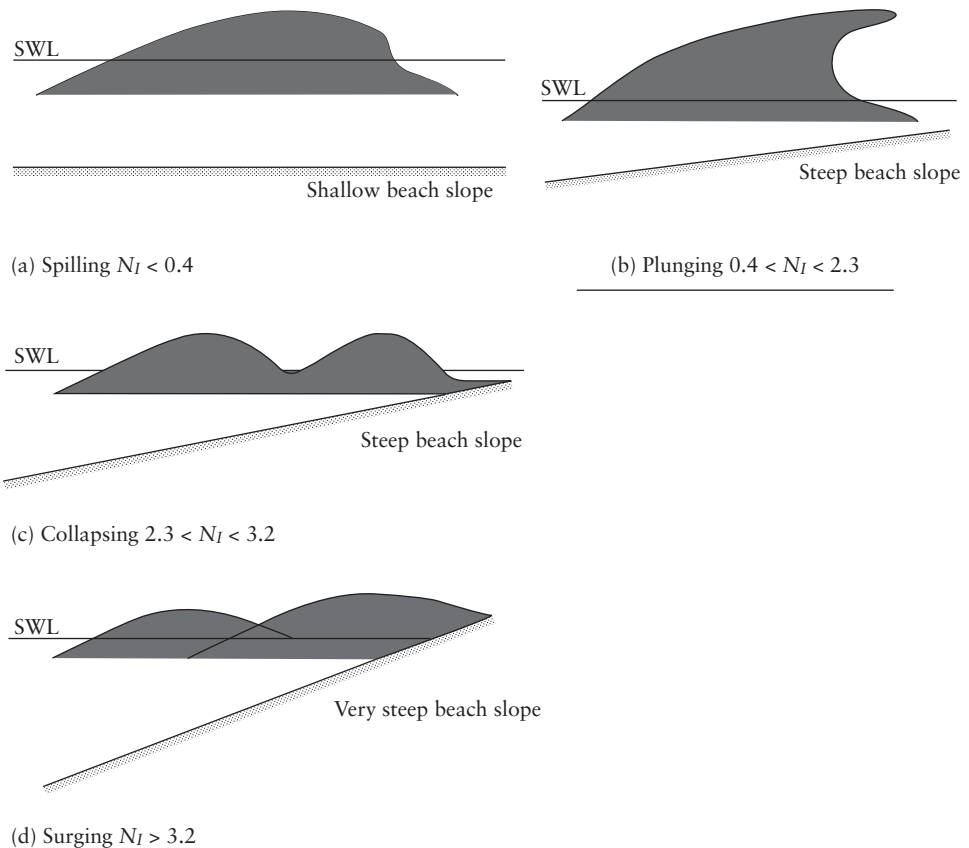 SWL
Shallow beach slope
(a) Spilling N_I < 0.4
SWL
Steep beach slope
(b) Plunging 0.4 < N_I < 2.3
SWL
Steep beach slope
(c) Collapsing 2.3 < N_I < 3.2
SWL
Very steep beach slope
(d) Surging N_I > 3.2